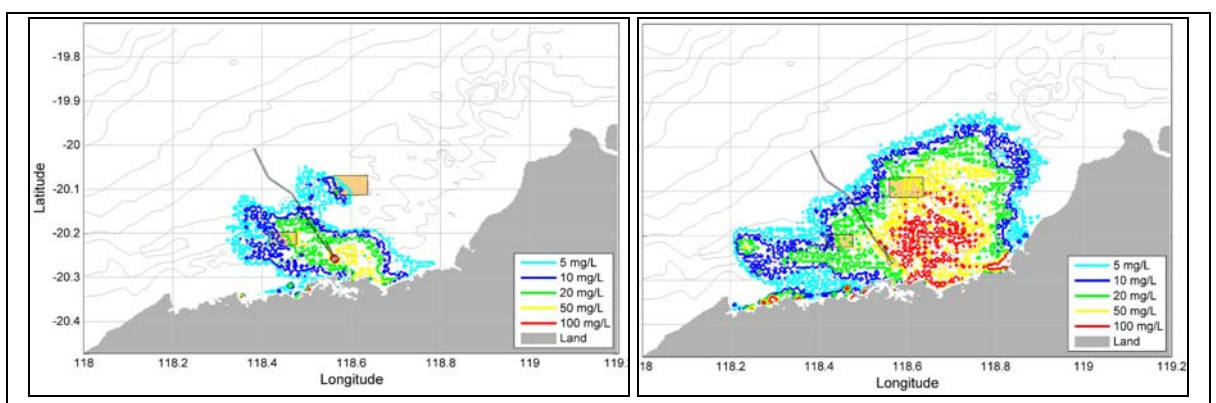 -19.8
-19.9
-20
-20.1
-20.2
-20.3
-20.4
Latitude
118 118.2 118.4 118.6 118.8 119 119.
Longitude
5 mg/L
10 mg/L
20 mg/L
50 mg/L
100 mg/L
Land
18 118.2 118.4 118.6 118.8 119 119.2
Longitude
5 mg/L
10 mg/L
20 mg/L
50 mg/L
100 mg/L
Land